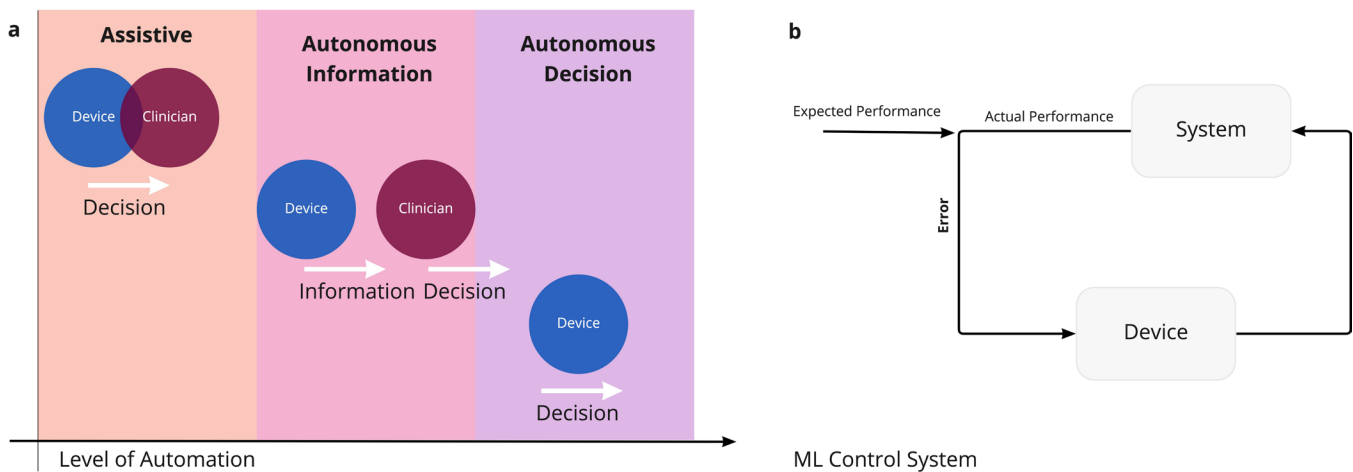 a
Assistive
Device
Clinician
Decision
Autonomous
Information
Device
Clinician
Information
Decision
Autonomous
Decision
Device
Decision
Level of Automation
b
Expected Performance
Actual Performance
System
Error
Device
ML Control System